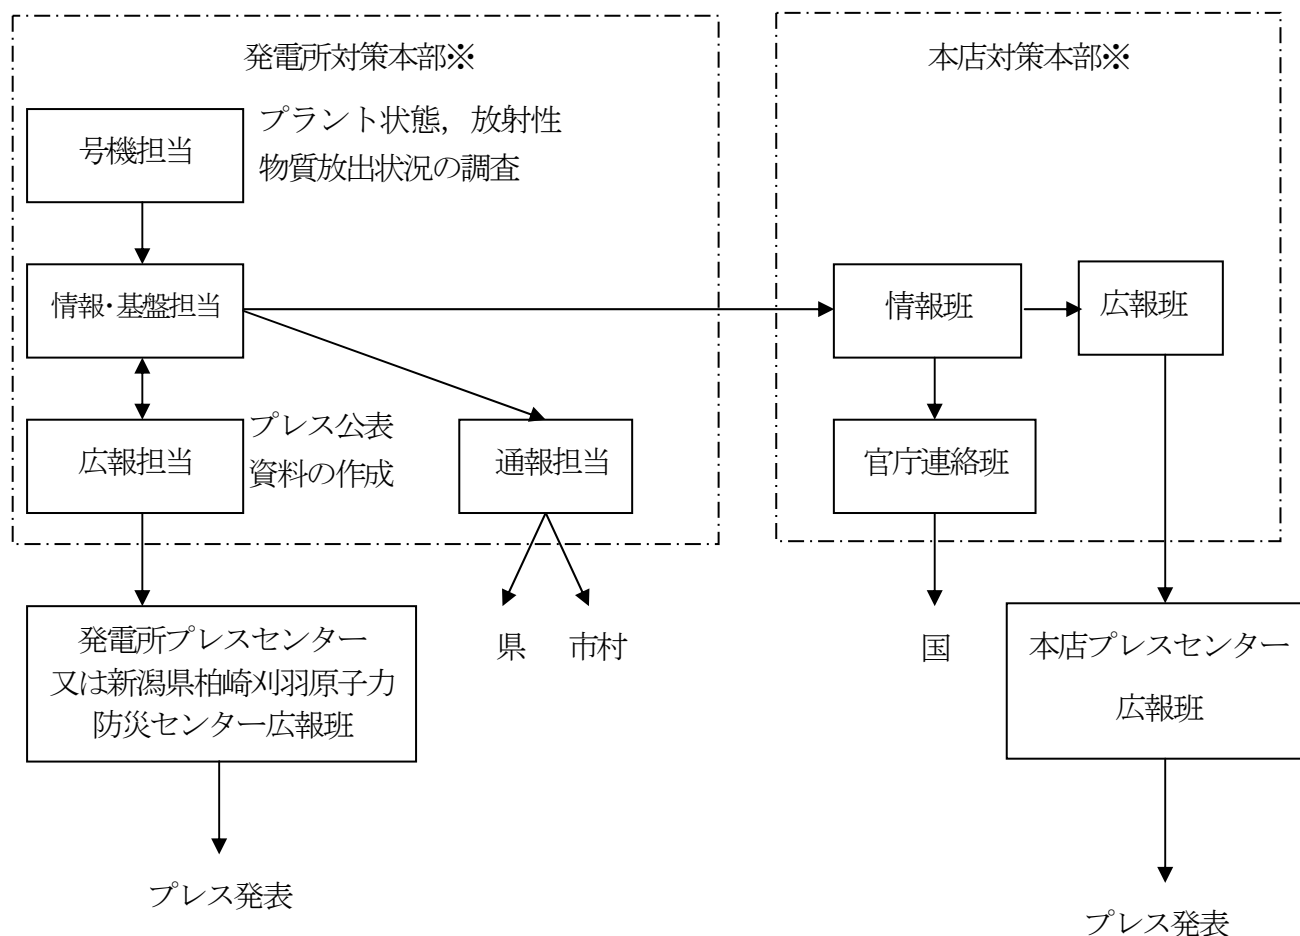 発電所対策本部※
号機担当
プラント状態，放射性
物質放出状況の調査
情報・基盤担当
広報担当
プレス公表
資料の作成
通報担当
県
市村
発電所プレスセンター
又は新潟県柏崎刈羽原子力
防災センター広報班
プレス発表
本店対策本部※
情報班
広報班
官庁連絡班
国
本店プレスセンター
広報班
プレス発表